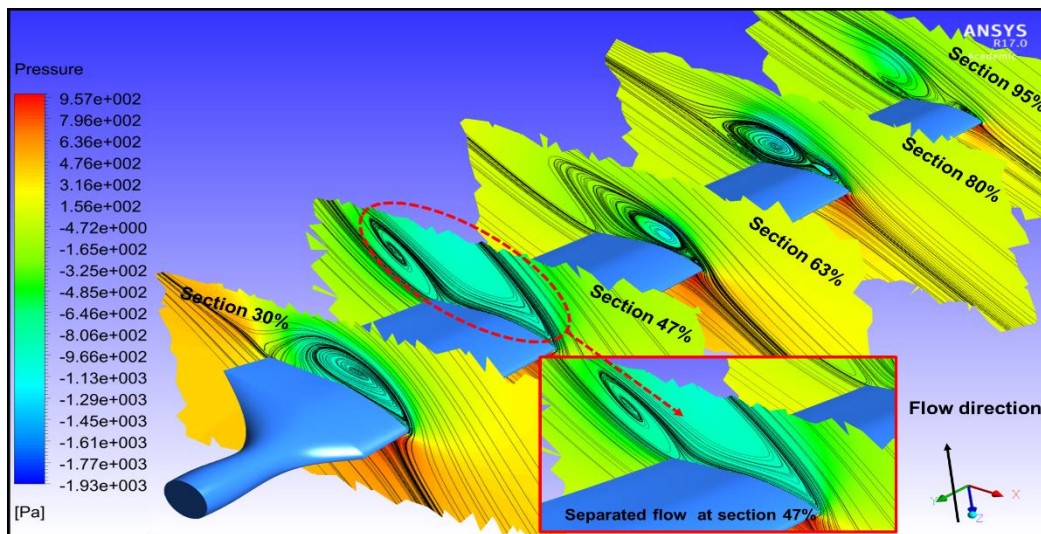 ANSYS
R17.0
Academic
Pressure
9.57e+002
7.96e+002
6.36e+002
4.76e+002
3.16e+002
1.56e+002
-4.72e+000
-1.65e+002
-3.25e+002
-4.85e+002
-6.46e+002
-8.06e+002
-9.66e+002
-1.13e+003
-1.29e+003
-1.45e+003
-1.61e+003
-1.77e+003
-1.93e+003
[Pa]
Section 30%
Section 47%
Section 63%
Section 80%
Section 95%
Separated flow at section 47%
Flow direction
Y
X
Z